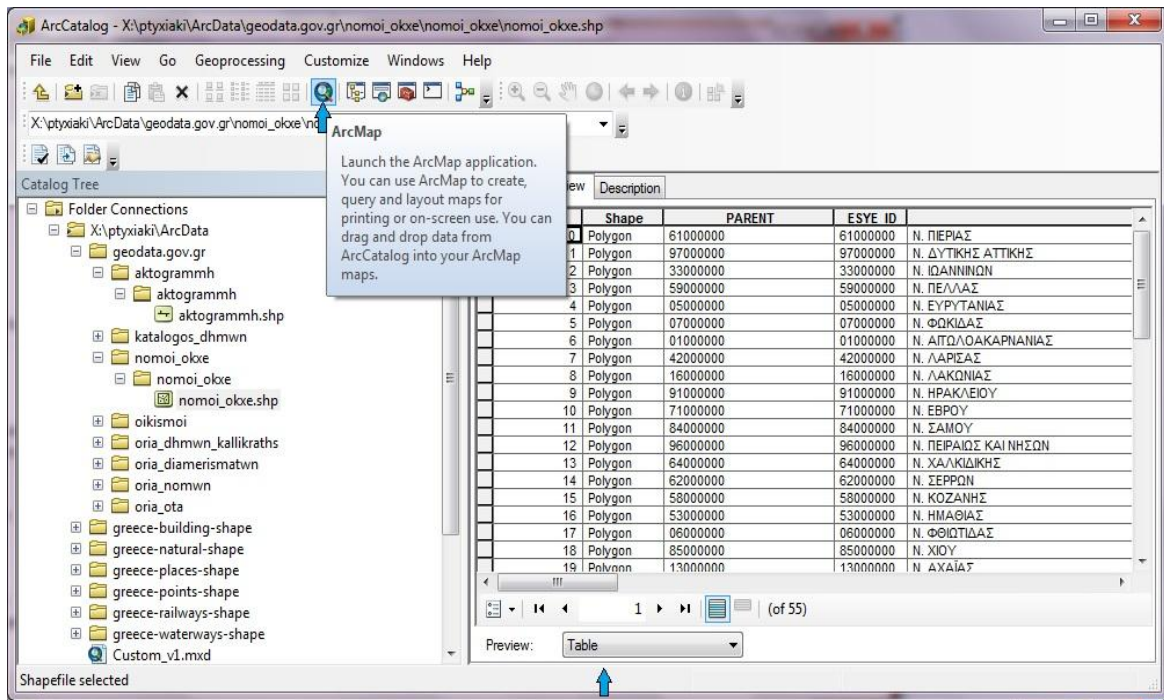 ArcCatalog - X:\ptyxiaki\ArcData\geodata.gov.gr\nomoi_okxe\nomoi_okxe\nomoi_okxe.shp
File Edit View Go Geoprocessing Customize Windows Help
X:\ptyxiaki\ArcData\geodata.gov.gr\nomoi_okxe\no
ArcMap
Launch the ArcMap application.
You can use ArcMap to create,
query and layout maps for
printing or on-screen use. You can
drag and drop data from
ArcCatalog into your ArcMap
maps.
Catalog Tree
Folder Connections
X:\ptyxiaki\ArcData
geodata.gov.gr
aktogrammh
aktogrammh
aktogrammh.shp
katalogos_dhmwn
nomoi_okxe
nomoi_okxe
nomoi_okxe.shp
oikismoi
oria_dhmwn_kallikraths
oria_diamerismatwn
oria_nomwn
oria_ota
greece-building-shape
greece-natural-shape
greece-places-shape
greece-points-shape
greece-railways-shape
greece-waterways-shape
Custom_v1.mxd
ew Description
Shape PARENT ESYE_ID
0 Polygon 61000000 61000000 Ν. ΠΙΕΡΙΑΣ
1 Polygon 97000000 97000000 Ν. ΔΥΤΙΚΗΣ ΑΤΤΙΚΗΣ
2 Polygon 33000000 33000000 Ν. ΙΩΑΝΝΙΝΩΝ
3 Polygon 59000000 59000000 Ν. ΠΕΛΛΑΣ
4 Polygon 05000000 05000000 Ν. ΕΥΡΥΤΑΝΙΑΣ
5 Polygon 07000000 07000000 Ν. ΦΩΚΙΔΑΣ
6 Polygon 01000000 01000000 Ν. ΑΙΤΩΛΟΑΚΑΡΝΑΝΙΑΣ
7 Polygon 42000000 42000000 Ν. ΛΑΡΙΣΑΣ
8 Polygon 16000000 16000000 Ν. ΛΑΚΩΝΙΑΣ
9 Polygon 91000000 91000000 Ν. ΗΡΑΚΛΕΙΟΥ
10 Polygon 71000000 71000000 Ν. ΕΒΡΟΥ
11 Polygon 84000000 84000000 Ν. ΣΑΜΟΥ
12 Polygon 96000000 96000000 Ν. ΠΕΙΡΑΙΩΣ ΚΑΙ ΝΗΣΩΝ
13 Polygon 64000000 64000000 Ν. ΧΑΛΚΙΔΙΚΗΣ
14 Polygon 62000000 62000000 Ν. ΣΕΡΡΩΝ
15 Polygon 58000000 58000000 Ν. ΚΟΖΑΝΗΣ
16 Polygon 53000000 53000000 Ν. ΗΜΑΘΙΑΣ
17 Polygon 06000000 06000000 Ν. ΦΘΙΩΤΙΔΑΣ
18 Polygon 85000000 85000000 Ν. ΧΙΟΥ
19 Polygon 13000000 13000000 Ν. ΑΧΑΪΑΣ
1 (of 55)
Preview: Table
Shapefile selected